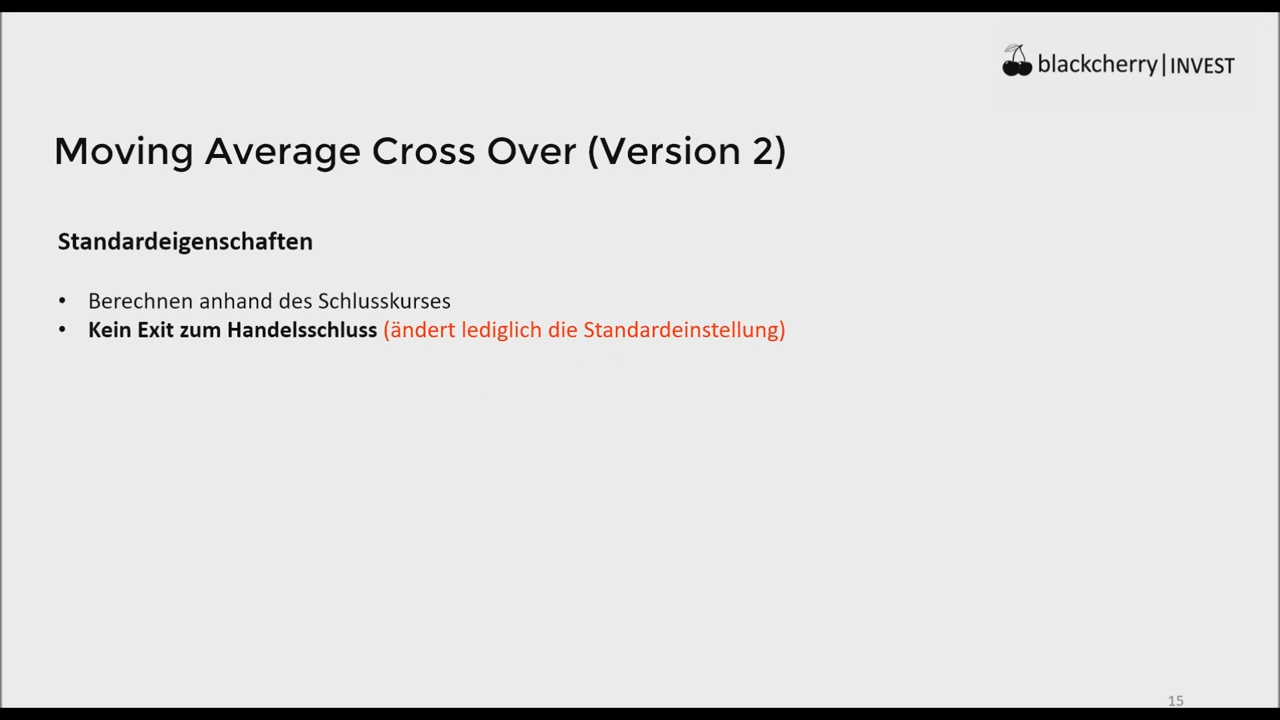 blackcherry|INVEST
Moving Average Cross Over (Version 2)
Standardeigenschaften
• Berechnen anhand des Schlusskurses
• Kein Exit zum Handelsschluss (ändert lediglich die Standardeinstellung)
15